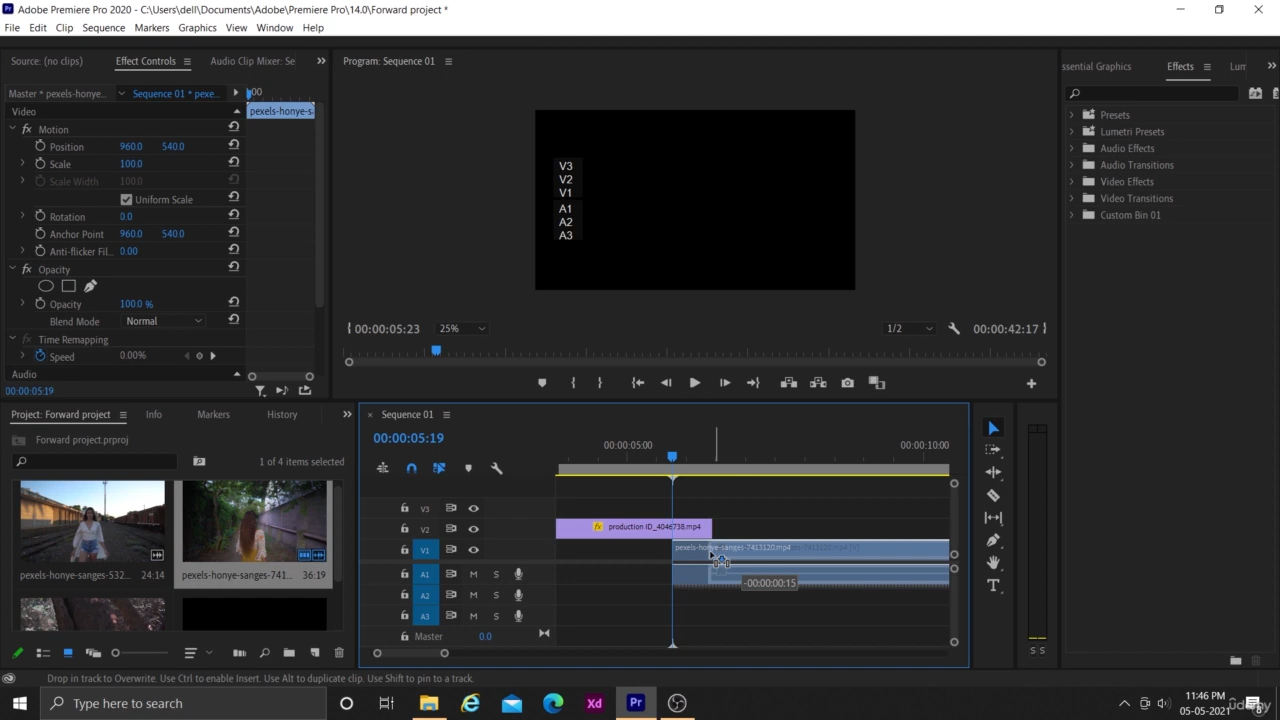 Adobe Premiere Pro 2020 - C:\Users\dell\Documents\Adobe\Premiere Pro\14.0\Forward project *
File Edit Clip Sequence Markers Graphics View Window Help
Source: (no clips) Effect Controls Audio Clip Mixer: Se
Program: Sequence 01
ssential Graphics Effects Lum
Master * pexels-honye... Sequence 01 * pexe... :00
Video pexels-honye-sa
fx Motion
Position 960.0 540.0
Scale 100.0
Scale Width 100.0
Uniform Scale
Rotation 0.0
Anchor Point 960.0 540.0
Anti-flicker Fil... 0.00
fx Opacity
Opacity 100.0 %
Blend Mode Normal
fx Time Remapping
Speed 0.00%
Audio
00:00:05:19
V3
V2
V1
A1
A2
A3
00:00:05:23 25% 1/2 00:00:42:17
Presets
Lumetri Presets
Audio Effects
Audio Transitions
Video Effects
Video Transitions
Custom Bin 01
Project: Forward project Info Markers History
Forward project.prproj
1 of 4 items selected
pexels-honye-sanges-532... 24:14 pexels-honye-sanges-741... 36:19
Sequence 01
00:00:05:19
00:00:05:00 00:00:10:00
V3
V2 fx production ID_4046738.mp4
V1 pexels-honye-sanges-7413120.mp4
A1 M S
-00:00:00:15
A2 M S
A3 M S
Master 0.0
S S
Drop in track to Overwrite. Use Ctrl to enable Insert. Use Alt to duplicate clip. Use Shift to pan to a track.
Type here to search
Xd Pr
11:46 PM
05-05-2021
8
Udemy